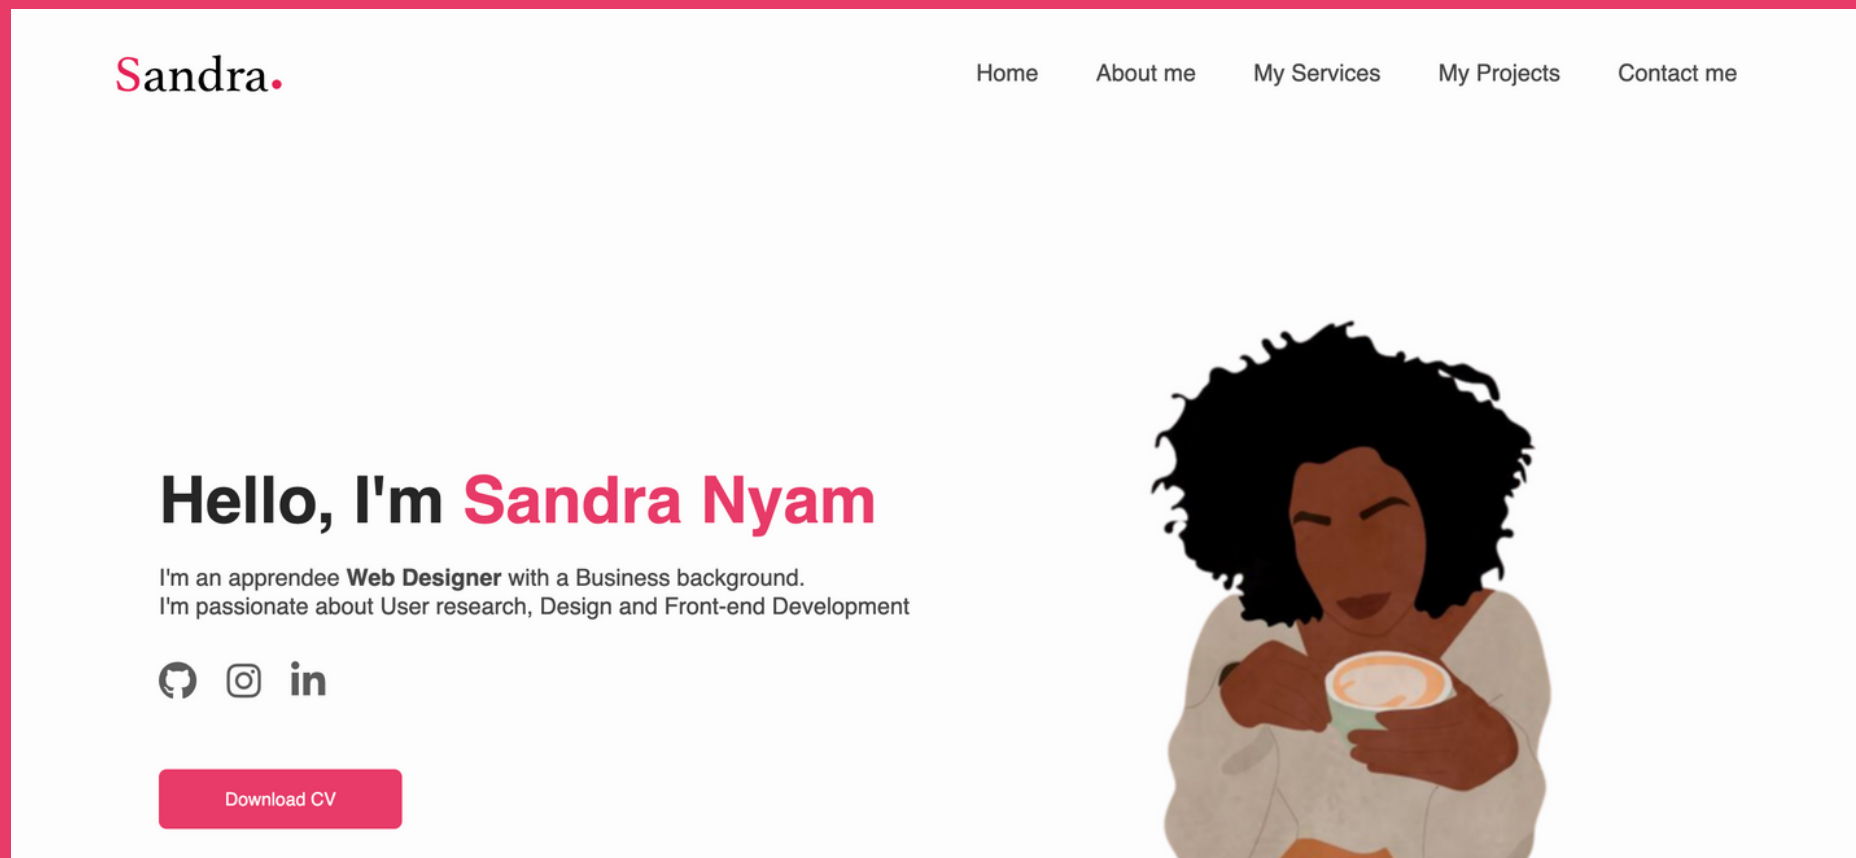 Sandra.
Home About me My Services My Projects Contact me
Hello, I'm Sandra Nyam
I'm an apprendee Web Designer with a Business background.
I'm passionate about User research, Design and Front-end Development
in
Download CV